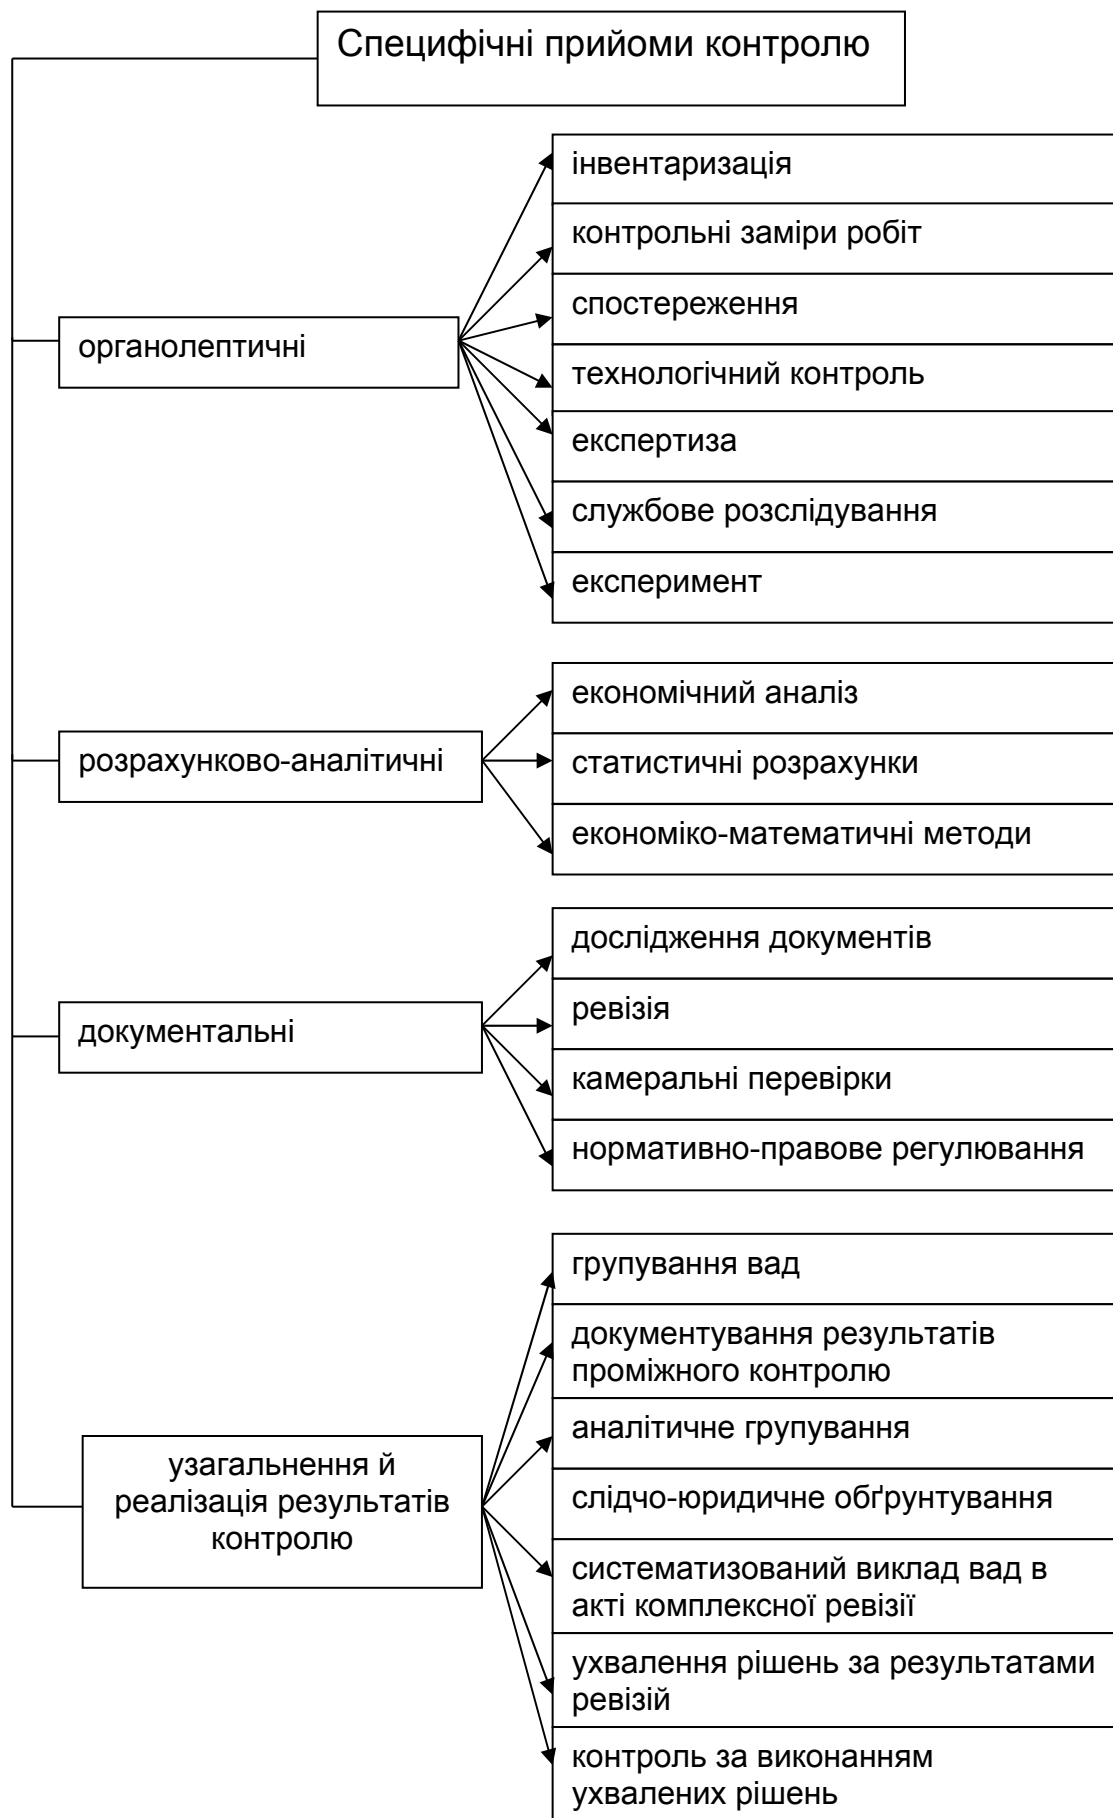 Специфічні прийоми контролю
органолептичні
інвентаризація
контрольні заміри робіт
спостереження
технологічний контроль
експертиза
службове розслідування
експеримент
розрахунково-аналітичні
економічний аналіз
статистичні розрахунки
економіко-математичні методи
документальні
дослідження документів
ревізія
камеральні перевірки
нормативно-правове регулювання
узагальнення й
реалізація результатів
контролю
групування вад
документування результатів
проміжного контролю
аналітичне групування
слідчо-юридичне обґрунтування
систематизований виклад вад в
акті комплексної ревізії
ухвалення рішень за результатами
ревізій
контроль за виконанням
ухвалених рішень